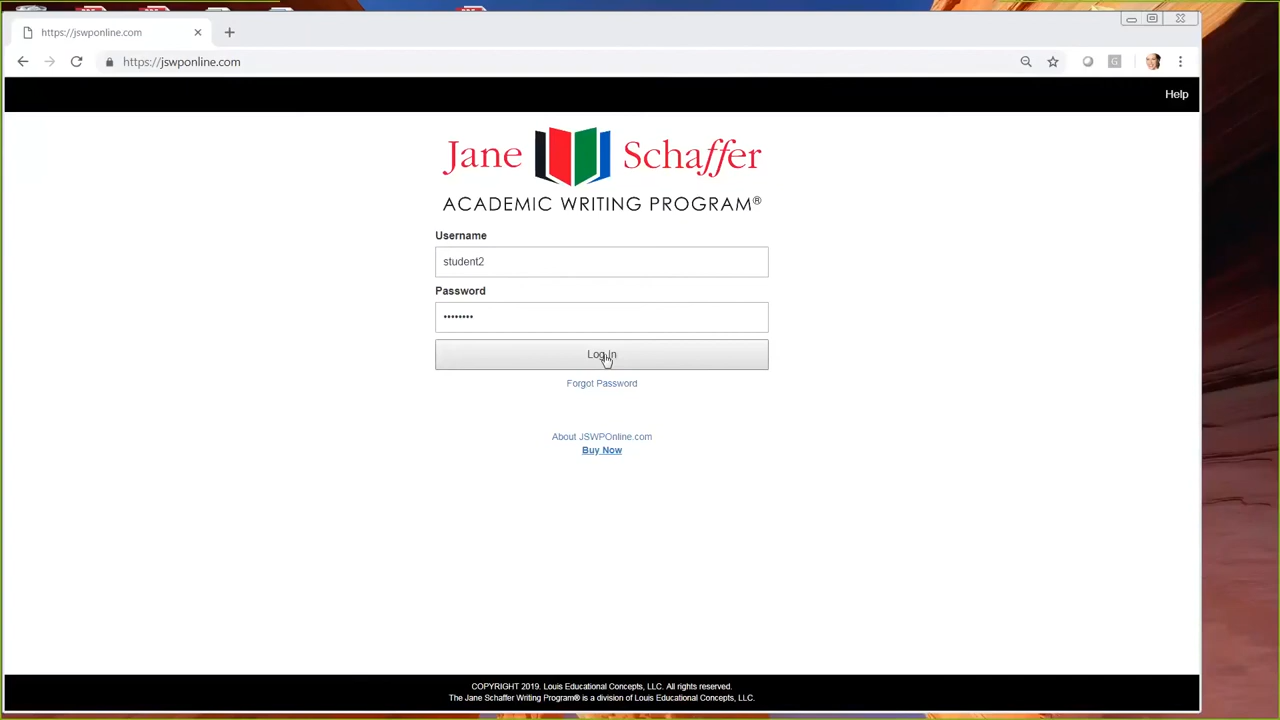 https://jswponline.com
https://jswponline.com
G
Help
Jane Schaffer
ACADEMIC WRITING PROGRAM®
Username
student2
Password
••••••••
Log In
Forgot Password
About JSWPOnline.com
Buy Now
COPYRIGHT 2019. Louis Educational Concepts, LLC. All rights reserved.
The Jane Schaffer Writing Program® is a division of Louis Educational Concepts, LLC.